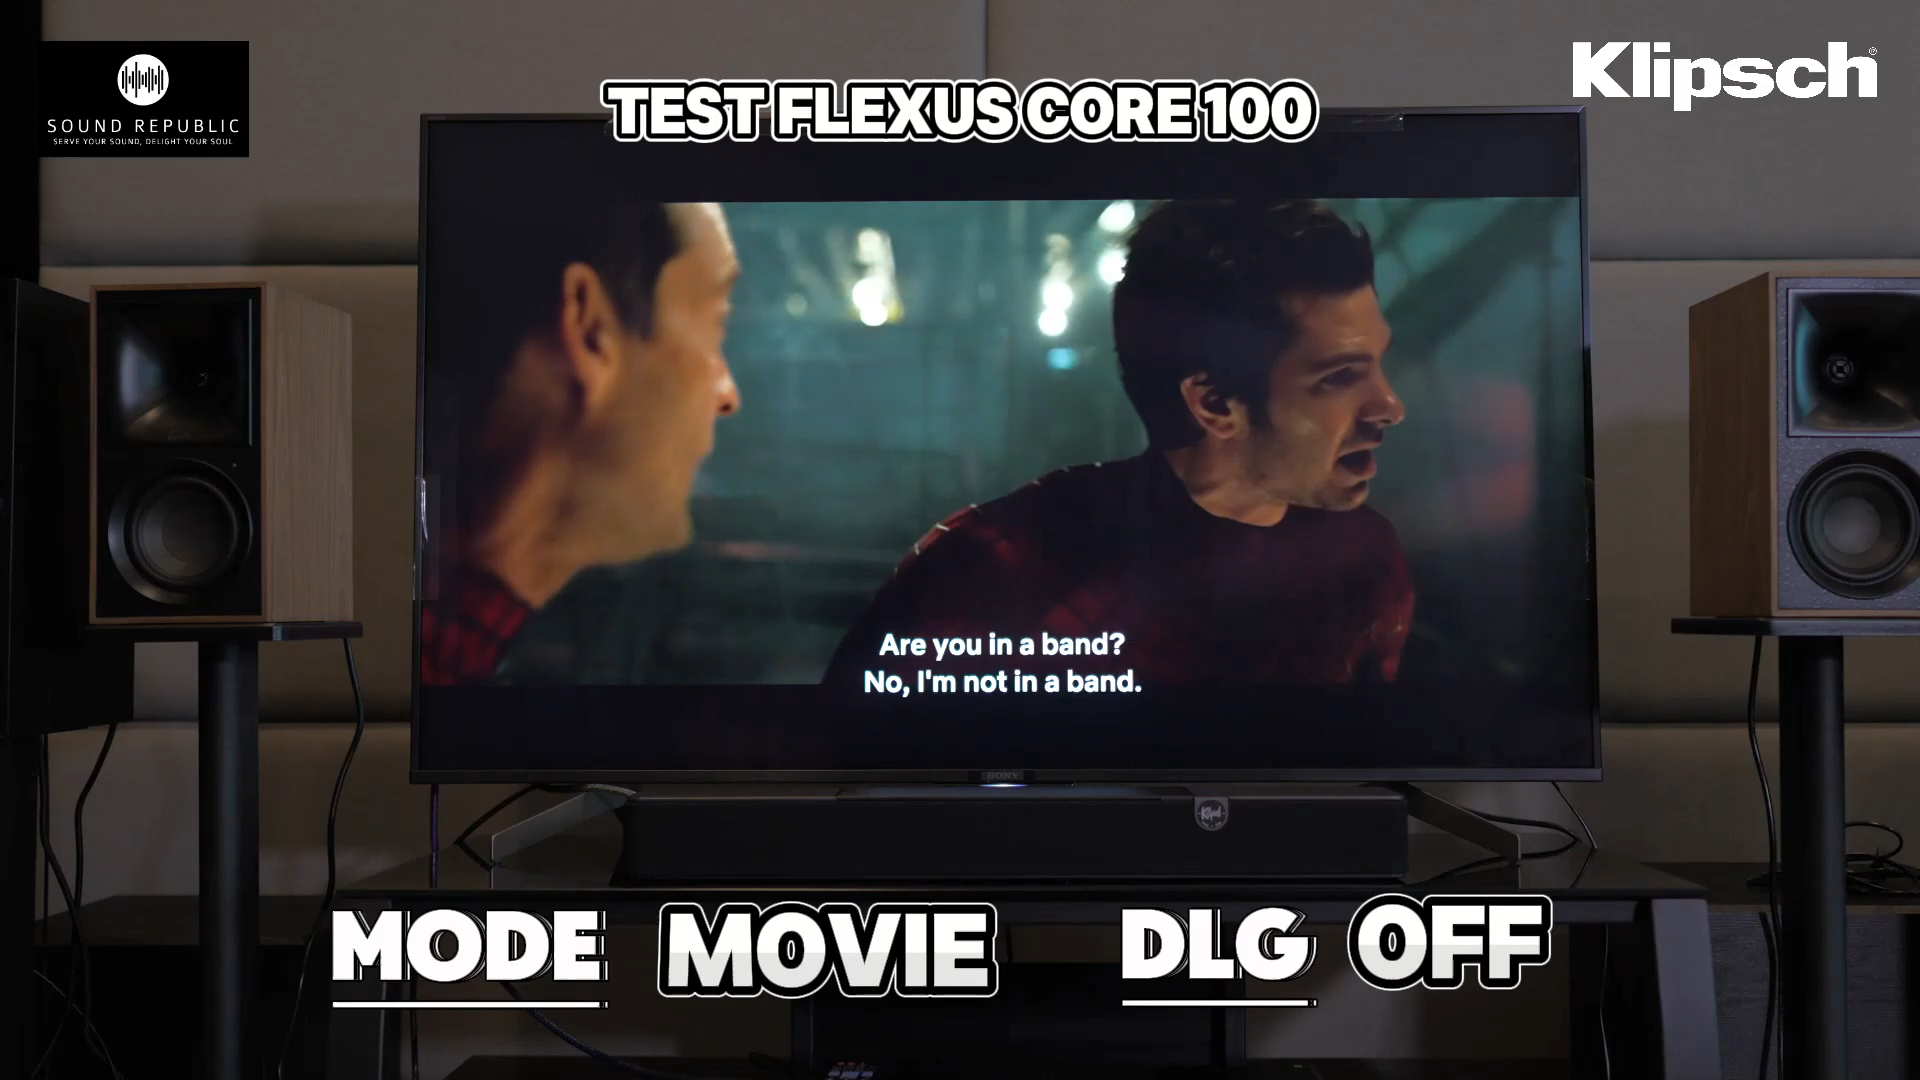 SOUND REPUBLIC
SERVE YOUR SOUND, DELIGHT YOUR SOUL
Klipsch
TEST FLEXUS CORE 100
Are you in a band?
No, I'm not in a band.
SONY
MODE MOVIE DLG OFF